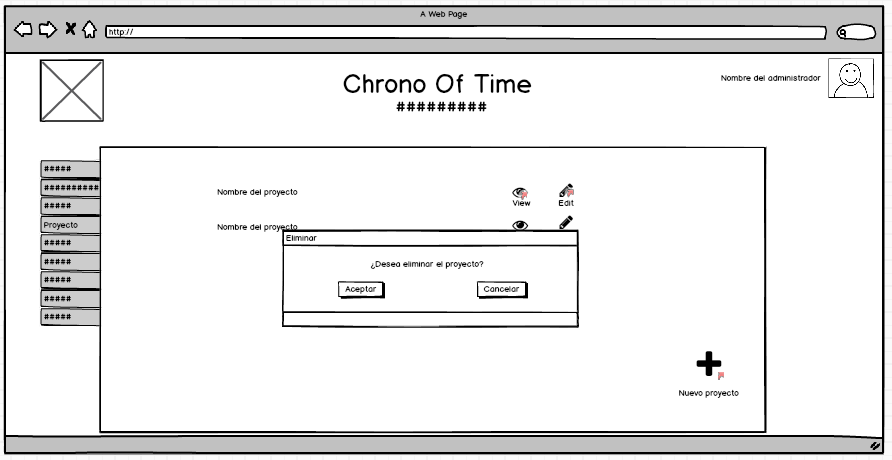 A Web Page
http://
Chrono Of Time
#########
Nombre del administrador
#####
##########
#####
Proyecto
#####
#####
#####
#####
#####
Nombre del proyecto
View
Edit
Nombre del proyecto
Eliminar
¿Desea eliminar el proyecto?
Aceptar
Cancelar
Nuevo proyecto